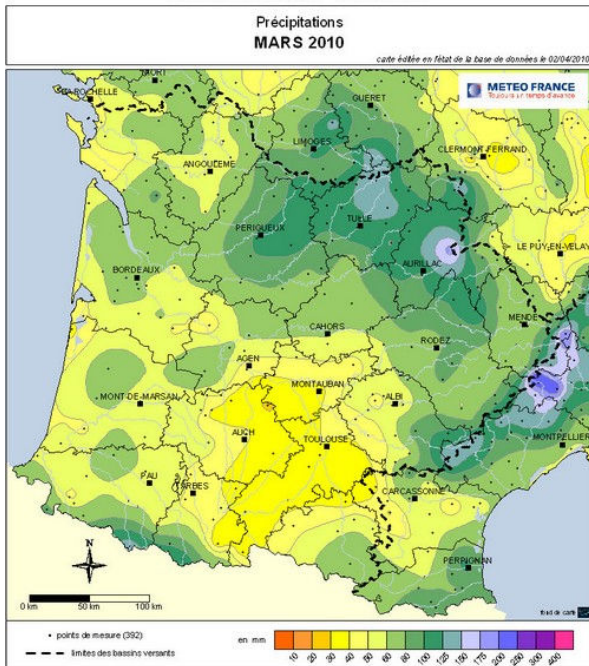 Précipitations
MARS 2010
carte éditée en l'état de la base de données le 02/04/2010
METEO FRANCE
Toujours un temps d'avance
NIORT
LA ROCHELLE
GUERET
LIMOGES
CLERMONT-FERRAND
ANGOULEME
PERIGUEUX
TULLE
LE PUY-EN-VELAY
AURILLAC
BORDEAUX
MENDE
CAHORS
RODEZ
AGEN
MONTAUBAN
MONT-DE-MARSAN
ALBI
AUCH
TOULOUSE
MONTPELLIER
PAU
TARBES
CARCASSONNE
PERPIGNAN
N
0 km 50 km 100 km
fond de carte
• points de mesure (392)
limites des bassins versants
en mm
10 20 30 40 50 60 80 100 125 150 175 200 250 300 400